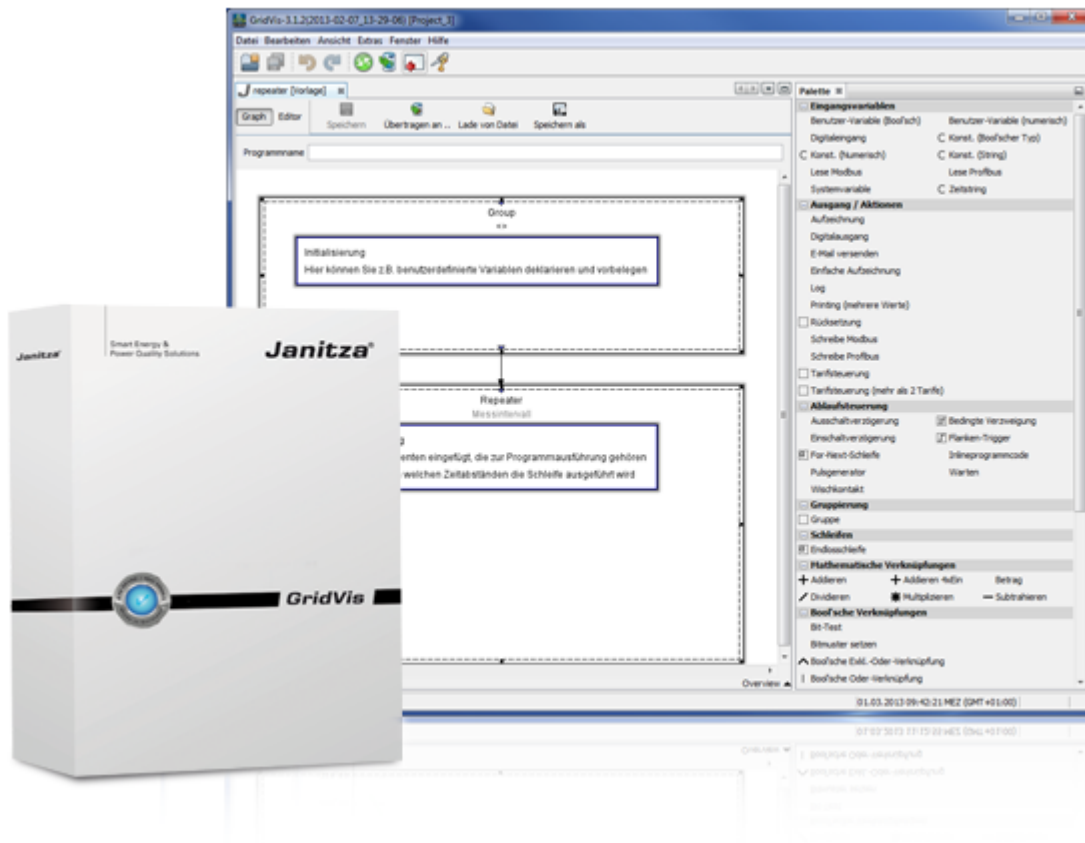 GridVis-3.1.2(2013-02-07_13-29-06) [Project_3]
Datei Bearbeiten Ansicht Extras Fenster Hilfe
repeater [Vorlage]
Graph Editor Speichern Übertragen an ... Lade von Datei Speichern als
Programmname
Group
Initialisierung
Hier können Sie z.B. benutzerdefinierte Variablen deklarieren und vorbelegen
Repeater
Messintervall
enten eingefügt, die zur Programmausführung gehören
welchen Zeitabständen die Schleife ausgeführt wird
Overview
Palette
Eingangsvariablen
Benutzer-Variable (Bool'sch) Benutzer-Variable (numerisch)
Digitaleingang C Konst. (Bool'scher Typ)
C Konst. (Numerisch) C Konst. (String)
Lese Modbus Lese Profibus
Systemvariable C Zeitstring
Ausgang / Aktionen
Aufzeichnung
Digitalausgang
E-Mail versenden
Einfache Aufzeichnung
Log
Printing (mehrere Werte)
Rücksetzung
Schreibe Modbus
Schreibe Profibus
Tarifsteuerung
Tarifsteuerung (mehr als 2 Tarife)
Ablaufsteuerung
Ausschaltverzögerung Bedingte Verzweigung
Einschaltverzögerung Flanken-Trigger
For-Next-Schleife Inlineprogrammcode
Pulsgenerator Warten
Wischkontakt
Gruppierung
Gruppe
Schleifen
Endlosschleife
Mathematische Verknüpfungen
Addieren Addieren 4xEin Betrag
Dividieren Multiplizieren Subtrahieren
Bool'sche Verknüpfungen
Bit-Test
Bitmuster setzen
Bool'sche Exkl.-Oder-Verknüpfung
Bool'sche Oder-Verknüpfung
01.03.2013 09:42:21 MEZ (GMT +01:00)
Janitza
Smart Energy &
Power Quality Solutions
Janitza®
GridVis